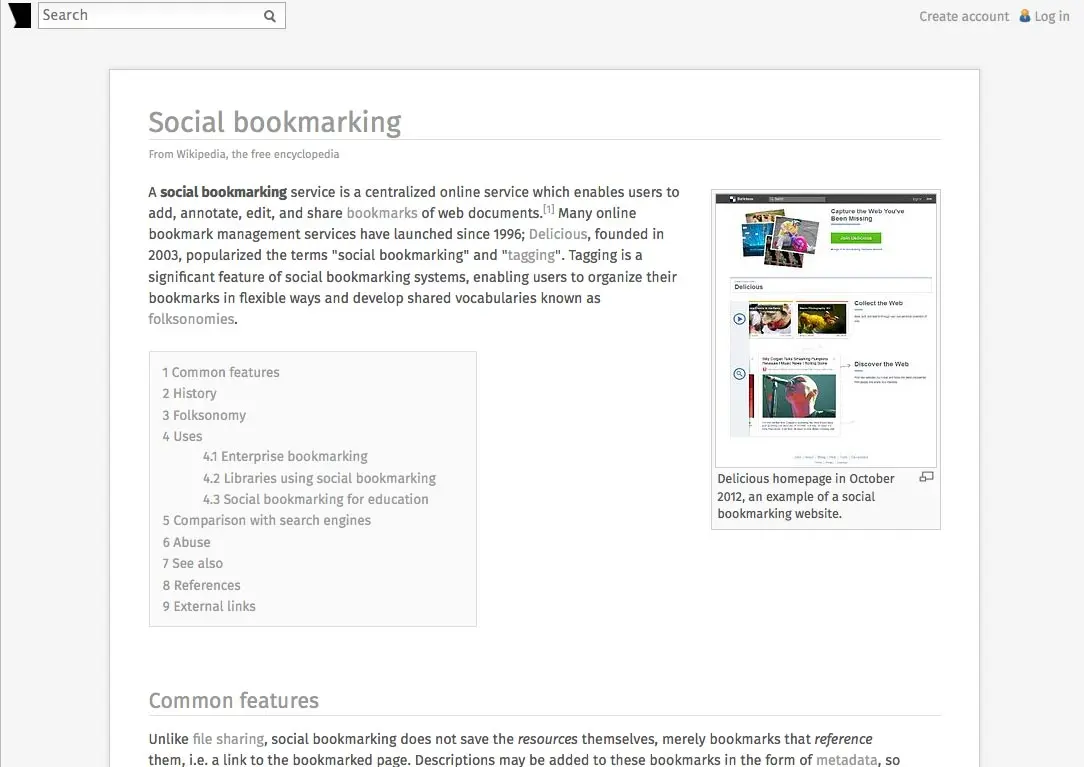 Search
Create account Log in
Social bookmarking
From Wikipedia, the free encyclopedia
A social bookmarking service is a centralized online service which enables users to
add, annotate, edit, and share bookmarks of web documents.[1] Many online
bookmark management services have launched since 1996; Delicious, founded in
2003, popularized the terms "social bookmarking" and "tagging". Tagging is a
significant feature of social bookmarking systems, enabling users to organize their
bookmarks in flexible ways and develop shared vocabularies known as
folksonomies.
Capture the Web You've
Been Missing
Join Delicious
Delicious
Collect the Web
Discover the Web
Delicious homepage in October
2012, an example of a social
bookmarking website.
1 Common features
2 History
3 Folksonomy
4 Uses
4.1 Enterprise bookmarking
4.2 Libraries using social bookmarking
4.3 Social bookmarking for education
5 Comparison with search engines
6 Abuse
7 See also
8 References
9 External links
Common features
Unlike file sharing, social bookmarking does not save the resources themselves, merely bookmarks that reference
them, i.e. a link to the bookmarked page. Descriptions may be added to these bookmarks in the form of metadata, so